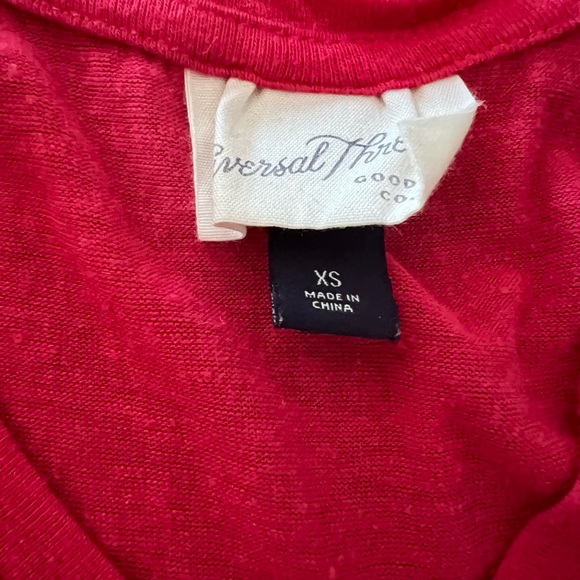 versal Thre
GOOD
CO.
XS
MADE IN
CHINA